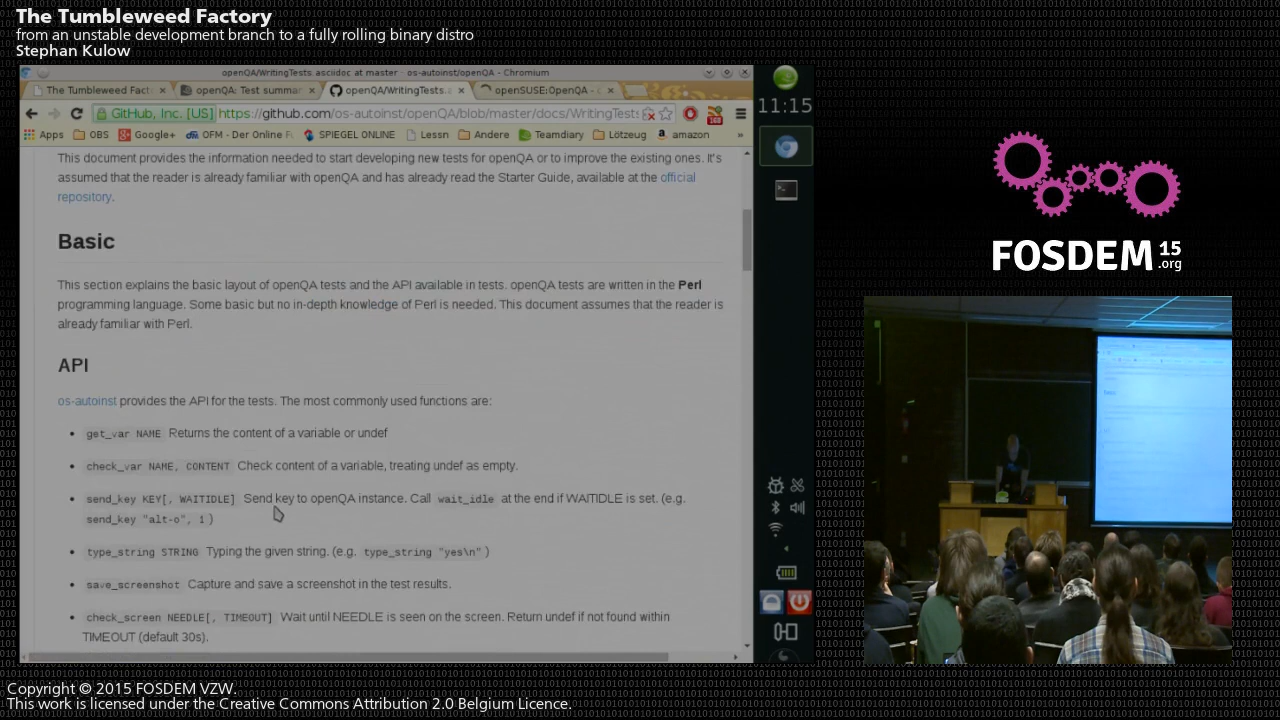 The Tumbleweed Factory
from an unstable development branch to a fully rolling binary distro
Stephan Kulow
openQA/WritingTests.asciidoc at master · os-autoinst/openQA - Chromium
The Tumbleweed Fact
openQA: Test summar
openQA/WritingTests.a
openSUSE:OpenQA - O
11:15
GitHub, Inc. [US] https://github.com/os-autoinst/openQA/blob/master/docs/WritingTests
168
Apps OBS Google+ OFM - Der Online F SPIEGEL ONLINE Lessn Andere Teamdiary Lötzeug amazon »
This document provides the information needed to start developing new tests for openQA or to improve the existing ones. It's
assumed that the reader is already familiar with openQA and has already read the Starter Guide, available at the official
repository.
Basic
This section explains the basic layout of openQA tests and the API available in tests. openQA tests are written in the Perl
programming language. Some basic but no in-depth knowledge of Perl is needed. This document assumes that the reader is
already familiar with Perl.
API
os-autoinst provides the API for the tests. The most commonly used functions are:
• get_var NAME Returns the content of a variable or undef
• check_var NAME, CONTENT Check content of a variable, treating undef as empty.
• send_key KEY[, WAITIDLE] Send key to openQA instance. Call wait_idle at the end if WAITIDLE is set. (e.g.
send_key "alt-o", 1 )
• type_string STRING Typing the given string. (e.g. type_string "yes\n" )
• save_screenshot Capture and save a screenshot in the test results.
• check_screen NEEDLE[, TIMEOUT] Wait until NEEDLE is seen on the screen. Return undef if not found within
TIMEOUT (default 30s).
FOSDEM 15
.org
Copyright © 2015 FOSDEM VZW.
This work is licensed under the Creative Commons Attribution 2.0 Belgium Licence.